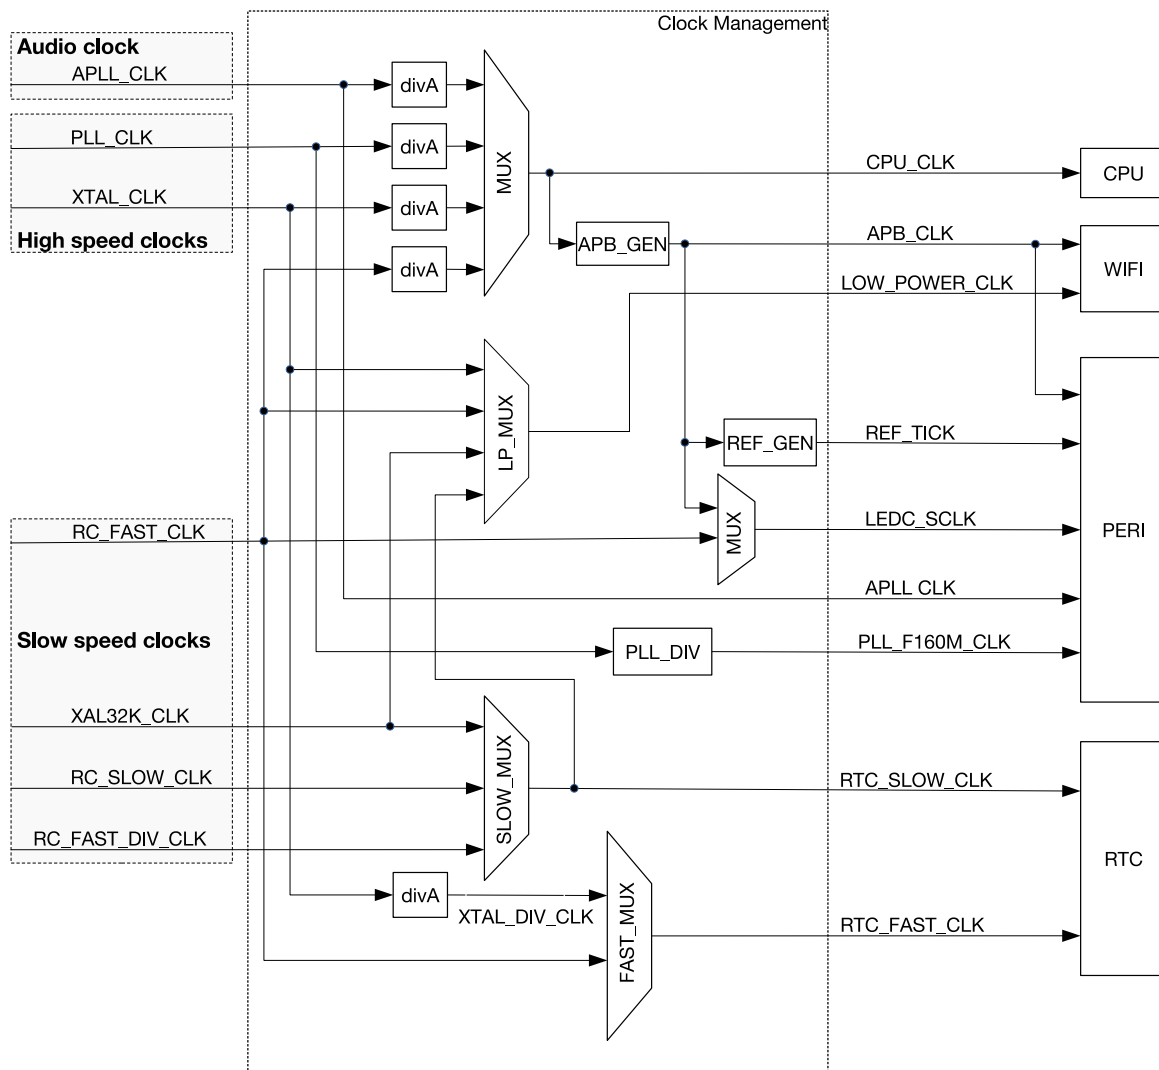 Clock Management
Audio clock
APLL_CLK
divA
PLL_CLK
divA
MUX
CPU_CLK
CPU
XTAL_CLK
divA
High speed clocks
APB_GEN
APB_CLK
WIFI
divA
LOW_POWER_CLK
LP_MUX
REF_GEN
REF_TICK
RC_FAST_CLK
MUX
LEDC_SCLK
PERI
APLL CLK
Slow speed clocks
PLL_DIV
PLL_F160M_CLK
XAL32K_CLK
RC_SLOW_CLK
SLOW_MUX
RTC_SLOW_CLK
RC_FAST_DIV_CLK
RTC
divA
XTAL_DIV_CLK
FAST_MUX
RTC_FAST_CLK